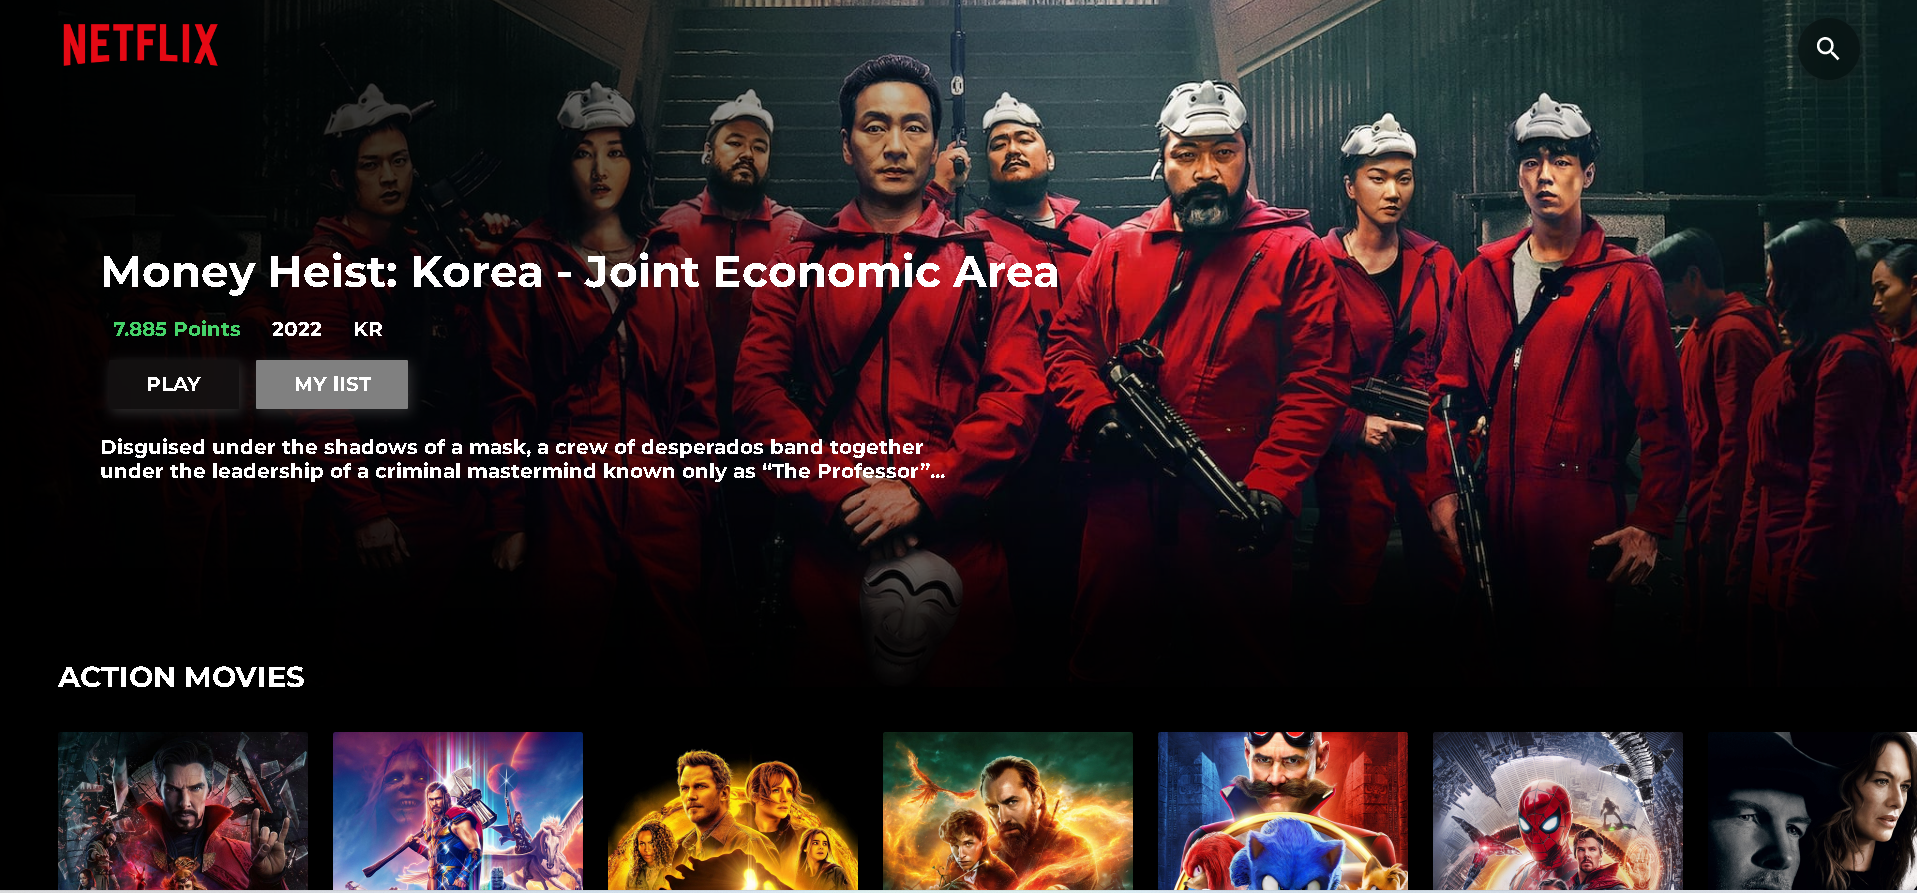 NETFLIX
Money Heist: Korea - Joint Economic Area
7.885 Points 2022 KR
PLAY MY lIST
Disguised under the shadows of a mask, a crew of desperados band together
under the leadership of a criminal mastermind known only as “The Professor”...
ACTION MOVIES